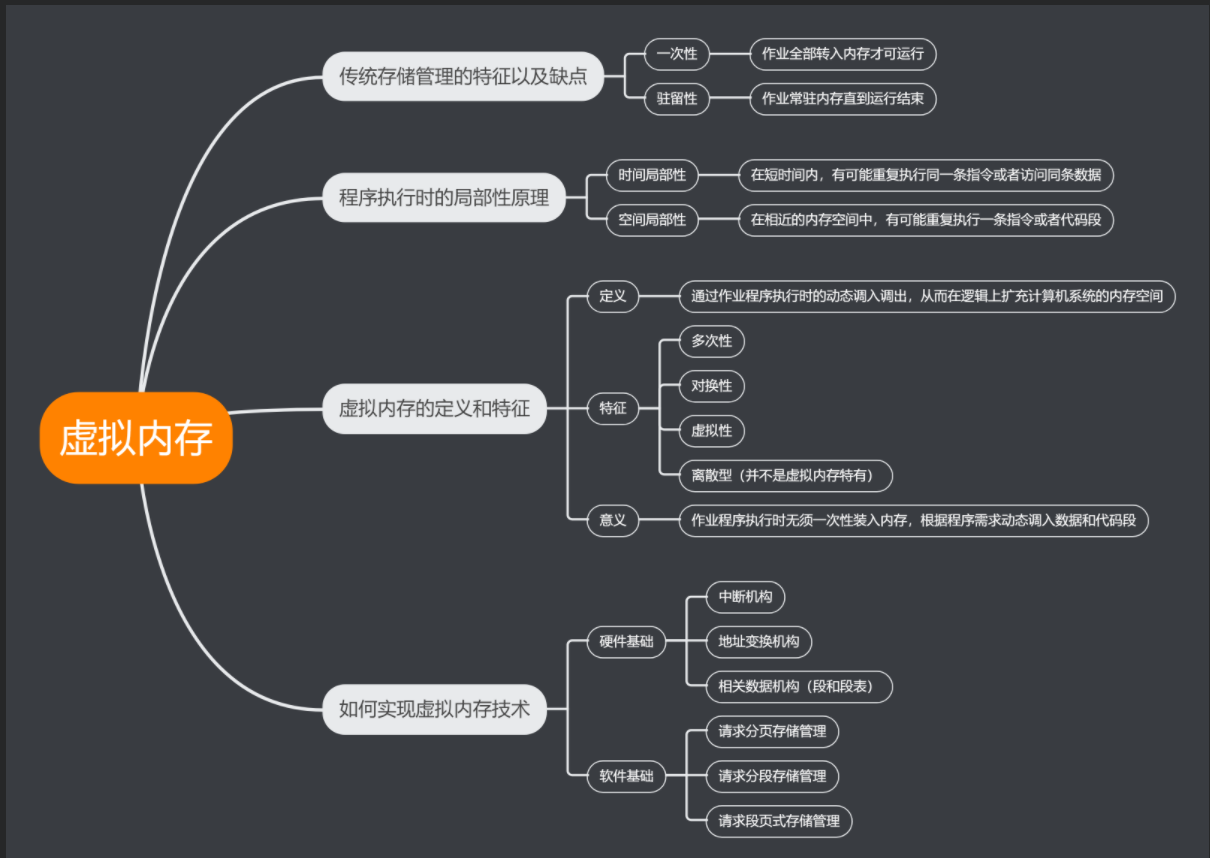 虚拟内存
传统存储管理的特征以及缺点
一次性
作业全部转入内存才可运行
驻留性
作业常驻内存直到运行结束
程序执行时的局部性原理
时间局部性
在短时间内，有可能重复执行同一条指令或者访问同条数据
空间局部性
在相近的内存空间中，有可能重复执行一条指令或者代码段
虚拟内存的定义和特征
定义
通过作业程序执行时的动态调入调出，从而在逻辑上扩充计算机系统的内存空间
特征
多次性
对换性
虚拟性
离散型（并不是虚拟内存特有）
意义
作业程序执行时无须一次性装入内存，根据程序需求动态调入数据和代码段
如何实现虚拟内存技术
硬件基础
中断机构
地址变换机构
相关数据机构（段和段表）
软件基础
请求分页存储管理
请求分段存储管理
请求段页式存储管理